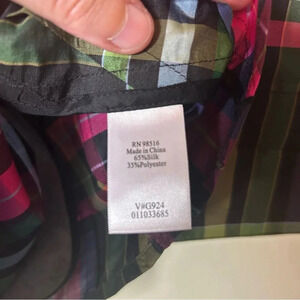 RN 98516
Made in China
65%Silk
35%Polyester
V#G924
011033685